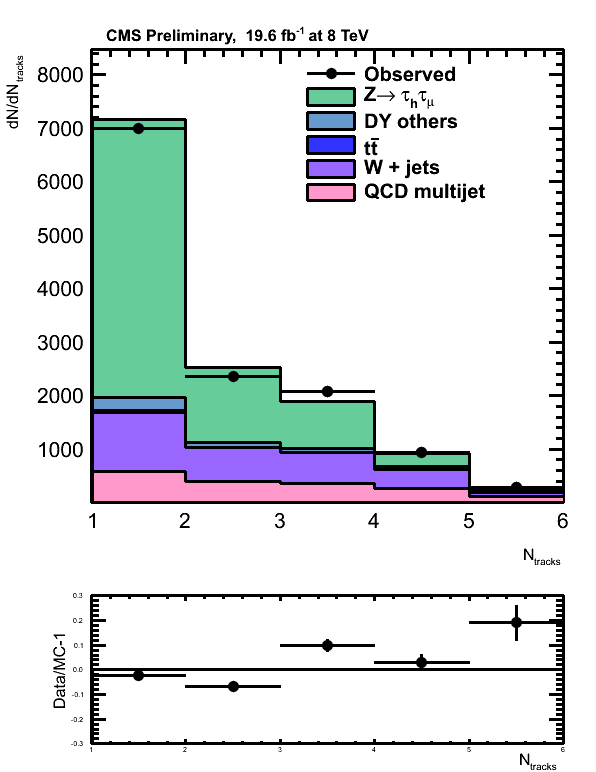 CMS Preliminary, 19.6 fb⁻¹ at 8 TeV
dN/dN_tracks
8000
7000
6000
5000
4000
3000
2000
1000
Observed
Z→ τ_hτ_μ
DY others
tt̄
W + jets
QCD multijet
1 2 3 4 5 6
N_tracks
Data/MC-1
0.3
0.2
0.1
0.0
-0.1
-0.2
-0.3
1 2 3 4 5 6
N_tracks